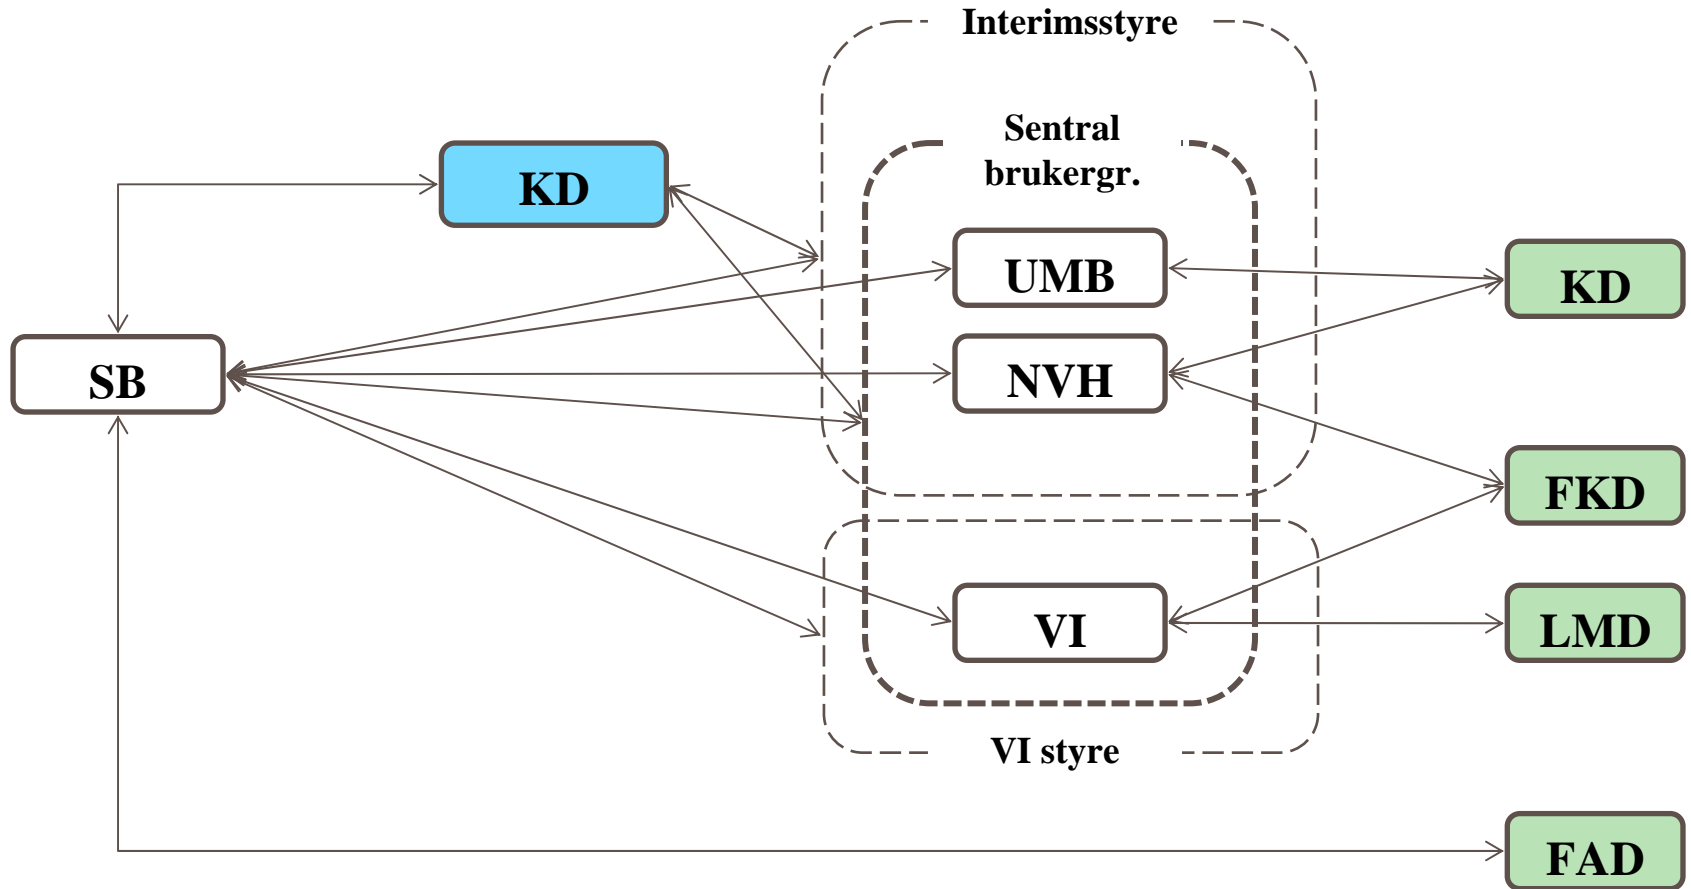 Interimsstyre
Sentral
brukergr.
KD
UMB
KD
SB
NVH
FKD
VI
LMD
VI styre
FAD